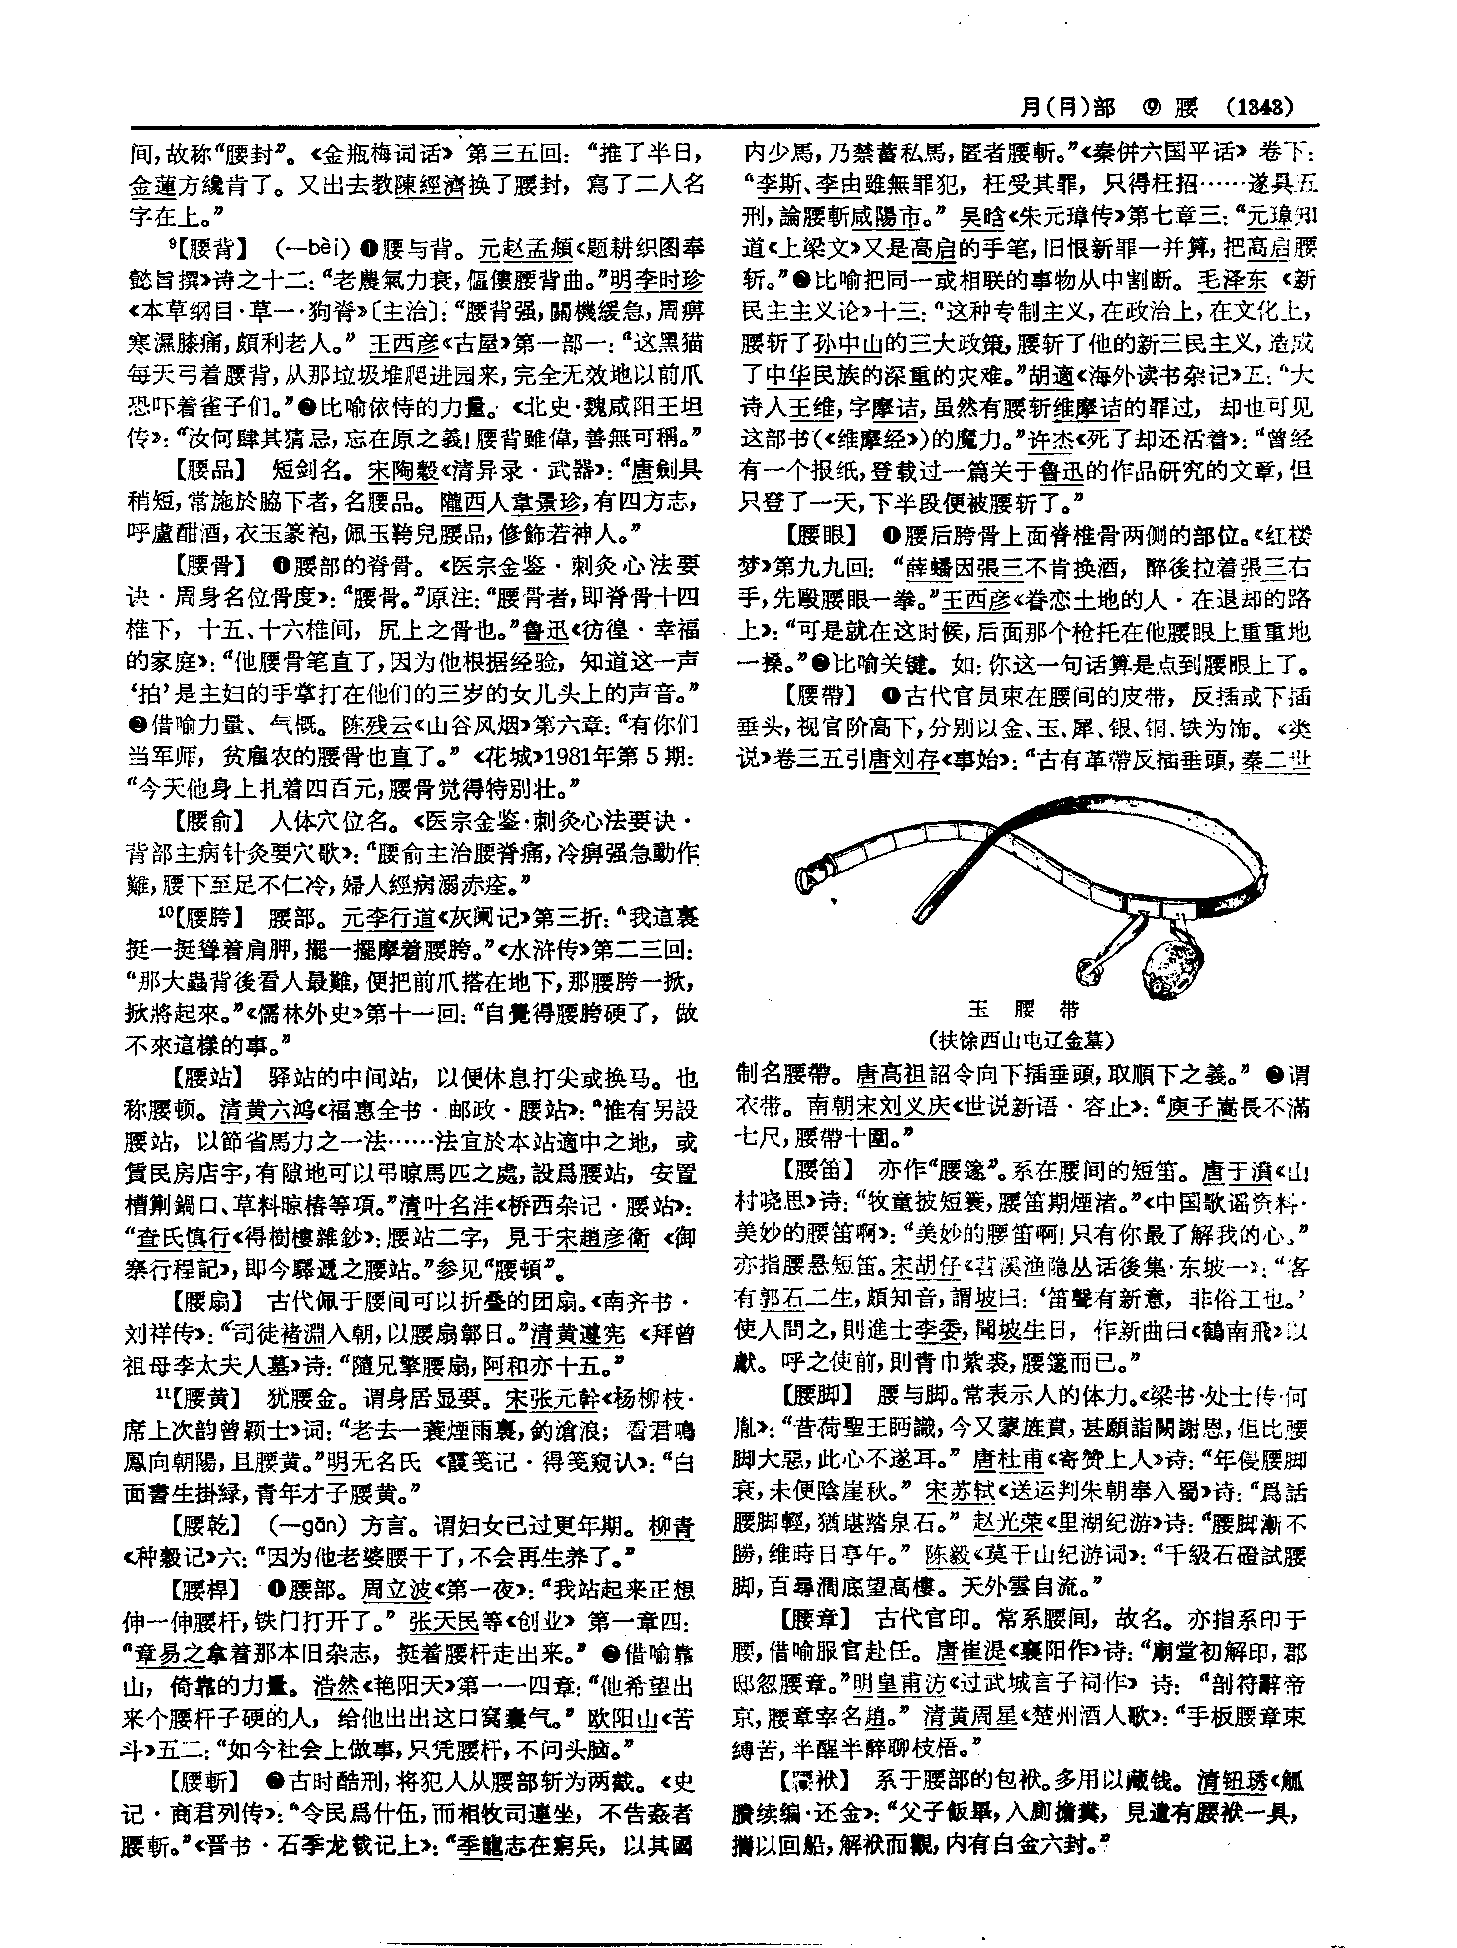 月(⺼)部 ⑨ 腰 (1343)
间,故称“腰封”。《金瓶梅词话》第三五回：“推了半日，
金蓮方纔肯了。又出去教陳經濟换了腰封，寫了二人名
字在上。”
⁹【腰背】 (—bèi) ❶腰与背。元赵孟頫《题耕织图奉
懿旨撰》诗之十二：“老農氣力衰，傴僂腰背曲。”明李时珍
《本草纲目·草一·狗脊》〔主治〕：“腰背强，關機缓急，周痹
寒濕膝痛，頗利老人。” 王西彦《古屋》第一部一：“这黑猫
每天弓着腰背，从那垃圾堆爬进园来，完全无效地以前爪
恐吓着雀子们。”❷比喻依恃的力量。《北史·魏咸阳王坦
传》：“汝何肆其猜忌，忘在原之義！腰背雖偉，善無可稱。”
【腰品】 短剑名。宋陶穀《清异录·武器》：“唐劍具
稍短，常施於脇下者，名腰品。隴西人韋景珍，有四方志，
呼盧酣酒，衣玉篆袍，佩玉鞞兒腰品，修飾若神人。”
【腰骨】 ❶腰部的脊骨。《医宗金鉴·刺灸心法要
诀·周身名位骨度》：“腰骨。”原注：“腰骨者，即脊骨十四
椎下，十五、十六椎间，尻上之骨也。”鲁迅《彷徨·幸福
的家庭》：“他腰骨笔直了，因为他根据经验，知道这一声
‘拍’是主妇的手掌打在他们的三岁的女儿头上的声音。”
❷借喻力量、气慨。陈残云《山谷风烟》第六章：“有你们
当军师，贫雇农的腰骨也直了。”《花城》1981年第5期：
“今天他身上扎着四百元，腰骨觉得特别壮。”
【腰俞】 人体穴位名。《医宗金鉴·刺灸心法要诀·
背部主病针灸要穴歌》：“腰俞主治腰脊痛，冷痹强急動作
難，腰下至足不仁冷，婦人經病溺赤痊。”
¹⁰【腰胯】 腰部。元李行道《灰阑记》第三折：“我這裏
挺一挺聳着肩胛，擺一擺摩着腰胯。”《水浒传》第二三回：
“那大蟲背後看人最難，便把前爪搭在地下，那腰胯一掀，
掀將起來。”《儒林外史》第十一回：“自覺得腰胯硬了，做
不來這樣的事。”
【腰站】 驿站的中间站，以便休息打尖或换马。也
称腰顿。清黄六鸿《福惠全书·邮政·腰站》：“惟有另設
腰站，以節省馬力之一法……法宜於本站適中之地，或
賃民房店宇，有隙地可以弔晾馬匹之處，設爲腰站，安置
槽鍘鍋口、草料晾樁等項。”清叶名沣《桥西杂记·腰站》：
“查氏慎行《得樹樓雜鈔》：腰站二字，見于宋趙彦衛《御
寨行程記》，即今驛遞之腰站。”参见“腰頓”。
【腰扇】 古代佩于腰间可以折叠的团扇。《南齐书·
刘祥传》：“司徒褚淵入朝，以腰扇鄣日。”清黄遵宪《拜曾
祖母李太夫人墓》诗：“隨兄擎腰扇，阿和亦十五。”
¹¹【腰黄】 犹腰金。谓身居显要。宋张元幹《杨柳枝·
席上次韵曾颖士》词：“老去一蓑煙雨裏，釣滄浪；看君鳴
鳳向朝陽，且腰黄。”明无名氏《霞笺记·得笺窥认》：“白
面書生掛緑，青年才子腰黄。”
【腰乾】 (—gān) 方言。谓妇女已过更年期。柳青
《种穀记》六：“因为他老婆腰干了，不会再生养了。”
【腰桿】 ❶腰部。周立波《第一夜》：“我站起来正想
伸一伸腰杆，铁门打开了。” 张天民等《创业》第一章四：
“章易之拿着那本旧杂志，挺着腰杆走出来。” ❷借喻靠
山，倚靠的力量。浩然《艳阳天》第一一四章：“他希望出
来个腰杆子硬的人，给他出出这口窝囊气。” 欧阳山《苦
斗》五二：“如今社会上做事，只凭腰杆，不问头脑。”
【腰斬】 ❶古时酷刑，将犯人从腰部斩为两截。《史
记·商君列传》：“令民爲什伍，而相牧司連坐，不告姦者
腰斬。”《晋书·石季龙载记上》：“季龍志在窮兵，以其國
内少馬，乃禁蓄私馬，匿者腰斬。”《秦併六国平话》卷下：
“李斯、李由雖無罪犯，枉受其罪，只得枉招……遂具五
刑，論腰斬咸陽市。” 吴晗《朱元璋传》第七章三：“元璋知
道《上梁文》又是高启的手笔，旧恨新罪一并算，把高启腰
斩。”❷比喻把同一或相联的事物从中割断。毛泽东《新
民主主义论》十三：“这种专制主义，在政治上，在文化上，
腰斩了孙中山的三大政策，腰斩了他的新三民主义，造成
了中华民族的深重的灾难。”胡適《海外读书杂记》五：“大
诗人王维，字摩诘，虽然有腰斩维摩诘的罪过，却也可见
这部书(《维摩经》)的魔力。”许杰《死了却还活着》：“曾经
有一个报纸，登载过一篇关于鲁迅的作品研究的文章，但
只登了一天，下半段便被腰斩了。”
【腰眼】 ❶腰后胯骨上面脊椎骨两侧的部位。《红楼
梦》第九九回：“薛蟠因張三不肯换酒，醉後拉着張三右
手，先毆腰眼一拳。”王西彦《眷恋土地的人·在退却的路
上》：“可是就在这时候，后面那个枪托在他腰眼上重重地
一搡。”❷比喻关键。如：你这一句话算是点到腰眼上了。
【腰带】 ❶古代官员束在腰间的皮带，反插或下插
垂头，视官阶高下，分别以金、玉、犀、银、铜、铁为饰。《类
说》卷三五引唐刘存《事始》：“古有革帶反插垂頭，秦二世
玉 腰 带
（扶馀西山屯辽金墓）
制名腰帶。唐高祖詔令向下插垂頭，取順下之義。” ❷谓
衣带。南朝宋刘义庆《世说新语·容止》：“庾子嵩長不滿
七尺，腰帶十圍。”
【腰笛】 亦作“腰篴”。系在腰间的短笛。唐于濆《山
村晓思》诗：“牧童披短蓑，腰笛期煙渚。”《中国歌谣资料·
美妙的腰笛啊》：“美妙的腰笛啊！只有你最了解我的心。”
亦指腰悬短笛。宋胡仔《苕溪渔隐丛话後集·东坡一》：“客
有郭石二生，頗知音，謂坡曰：‘笛聲有新意，非俗工也。’
使人問之，則進士李委，聞坡生日，作新曲曰《鶴南飛》以
獻。呼之使前，則青巾紫裘，腰篴而已。”
【腰脚】 腰与脚。常表示人的体力。《梁书·处士传·何
胤》：“昔荷聖王眄識，今又蒙旌賁，甚願詣闕謝恩，但比腰
脚大惡，此心不遂耳。” 唐杜甫《寄赞上人》诗：“年侵腰脚
衰，未便陰崖秋。” 宋苏轼《送运判朱朝奉入蜀》诗：“爲話
腰脚輕，猶堪踏泉石。” 赵光荣《里湖纪游》诗：“腰脚漸不
勝，维時日亭午。” 陈毅《莫干山纪游词》：“千級石磴試腰
脚，百尋澗底望高樓。天外雲自流。”
【腰章】 古代官印。常系腰间，故名。亦指系印于
腰，借喻服官赴任。唐崔湜《襄阳作》诗：“廟堂初解印，郡
邸忽腰章。”明皇甫汸《过武城言子祠作》诗：“剖符辭帝
京，腰章宰名邑。” 清黄周星《楚州酒人歌》：“手板腰章束
縛苦，半醒半醉聊枝梧。”
【腰袱】 系于腰部的包袱。多用以藏钱。清钮琇《觚
賸续编·还金》：“父子飯畢，入廁擔糞，見遺有腰袱一具，
攜以回船，解袱而觀，内有白金六封。”